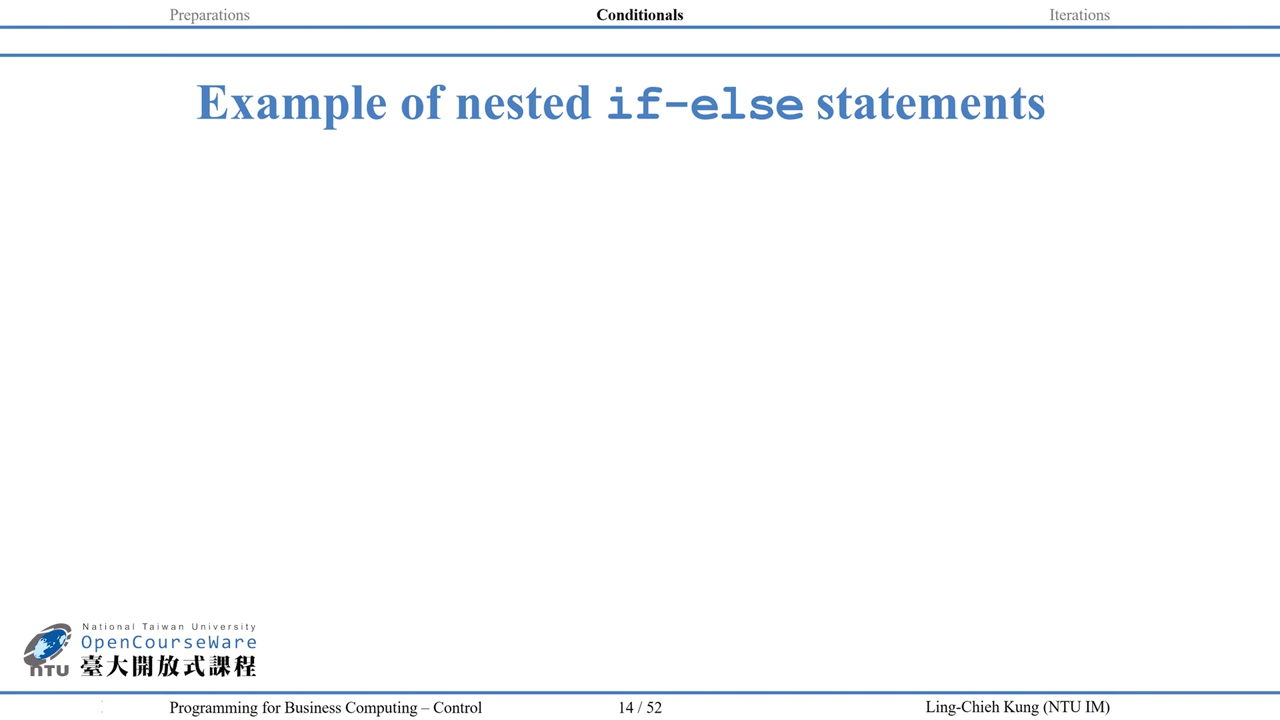 Preparations
Conditionals
Iterations
Example of nested if-else statements
National Taiwan University
OpenCourseWare
NTU 臺大開放式課程
Programming for Business Computing – Control
14 / 52
Ling-Chieh Kung (NTU IM)